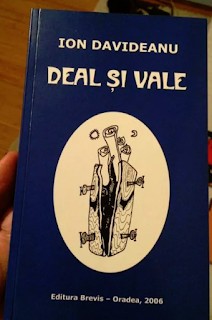 ION DAVIDEANU
DEAL ȘI VALE
Editura Brevis – Oradea, 2006